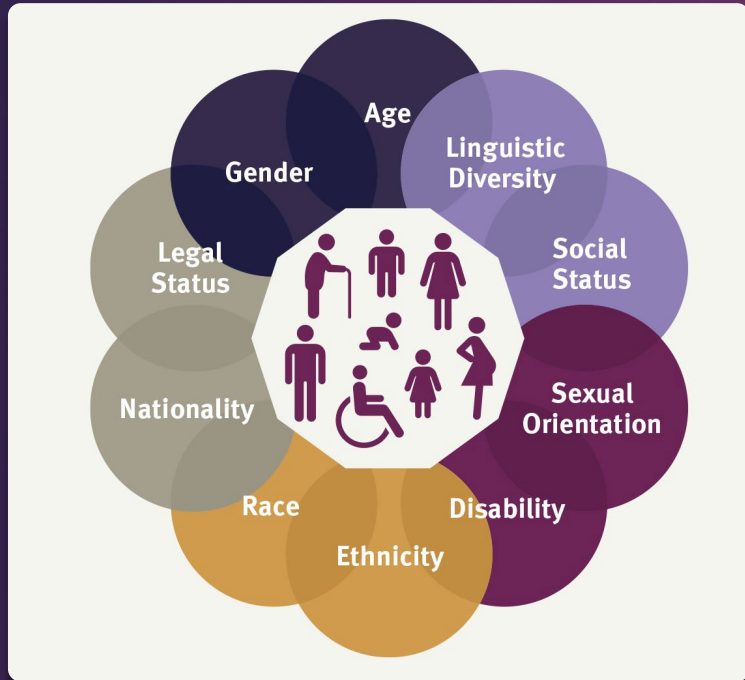 Age
Linguistic
Diversity
Social
Status
Sexual
Orientation
Disability
Ethnicity
Race
Nationality
Legal
Status
Gender